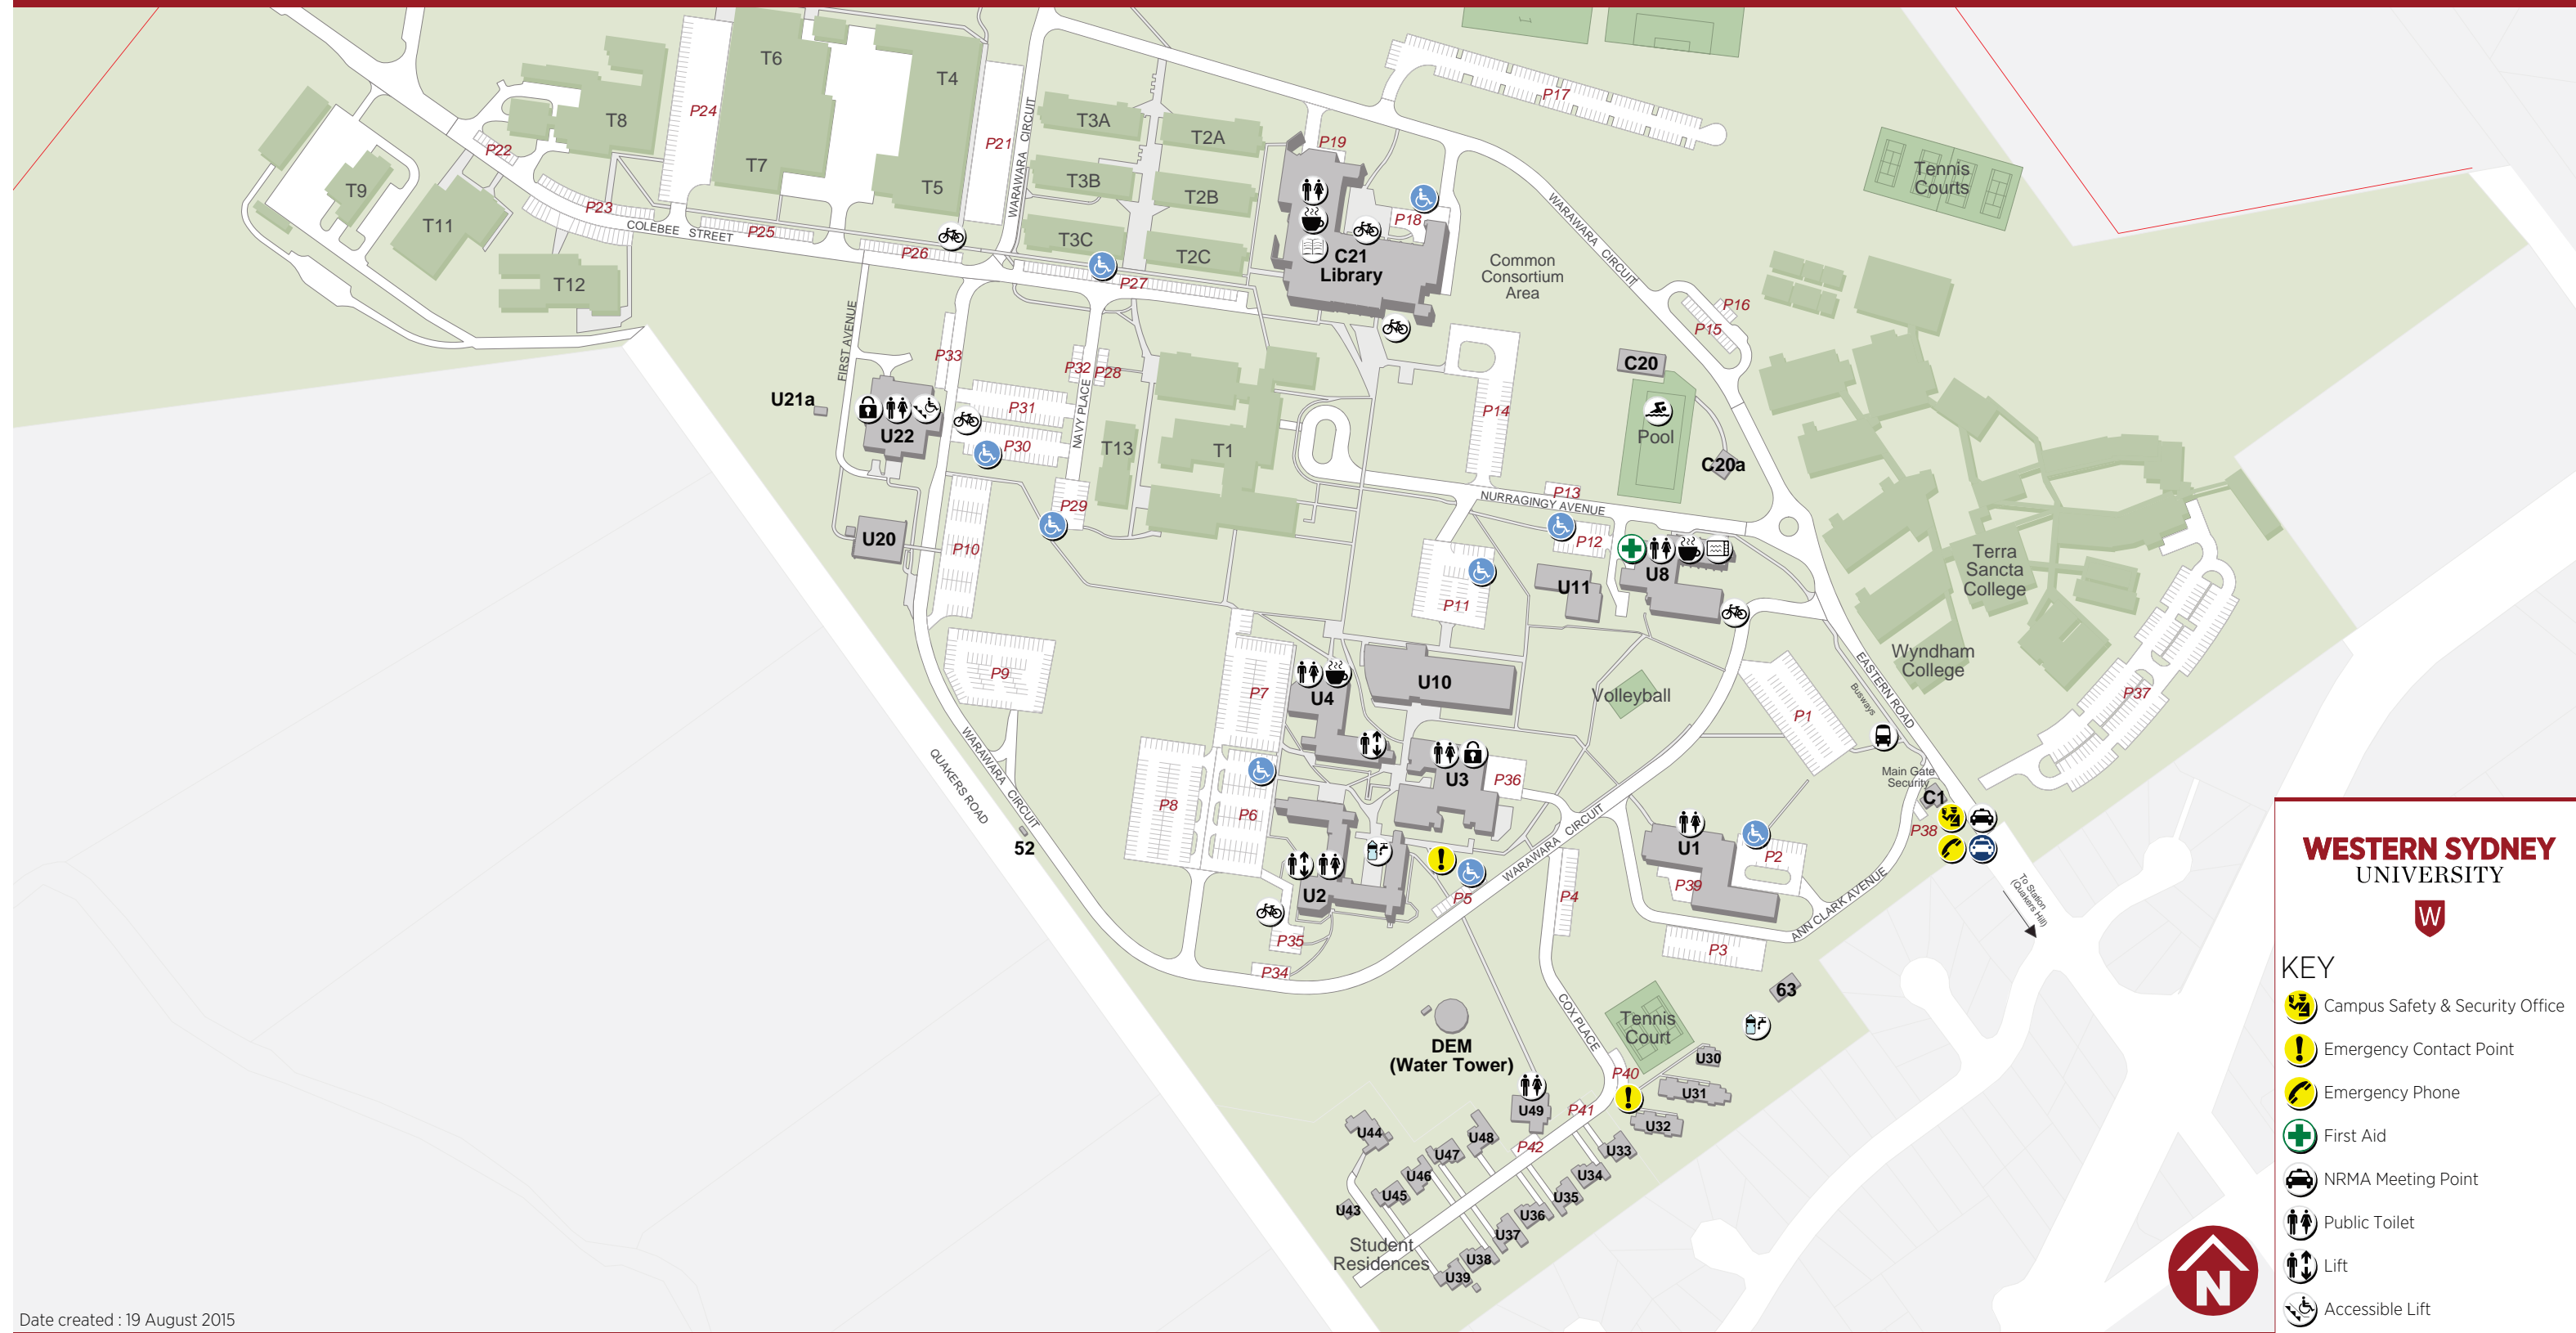 T6
T4
T8
P24
P21
WARAWARA CIRCUIT
T3A
T2A
P19
P17
P22
T7
T5
T9
T3B
T2B
Tennis
Courts
P23
T11
COLEBEE STREET
P25
P26
T3C
T2C
P18
C21
Library
Common
Consortium
Area
WARAWARA CIRCUIT
T12
P27
P16
P15
FIRST AVENUE
P33
P32
P28
C20
U21a
U22
P31
P30
NAVY PLACE
T13
T1
P14
Pool
C20a
P29
P13
NURRAGINGY AVENUE
U20
P10
P12
U8
U11
P11
Terra
Sancta
College
Wyndham
College
P9
P7
U4
U10
Volleyball
P1
Busways
EASTERN ROAD
P37
QUAKERS ROAD
WARAWARA CIRCUIT
52
P8
P6
U3
P36
Main Gate
Security
C1
P38
WARAWARA CIRCUIT
U1
P2
P39
U2
P5
P4
P35
P34
P3
ANN CLARK AVENUE
To Station
(Quakers Hill)
63
COX PLACE
Tennis
Court
DEM
(Water Tower)
U30
P40
U31
U49
P41
U32
U44
U48
P42
U33
U47
U46
U34
U45
U35
U43
U36
U37
U38
U39
Student
Residences
WESTERN SYDNEY
UNIVERSITY
W
KEY
Campus Safety & Security Office
Emergency Contact Point
Emergency Phone
First Aid
NRMA Meeting Point
Public Toilet
Lift
Accessible Lift
N
Date created : 19 August 2015